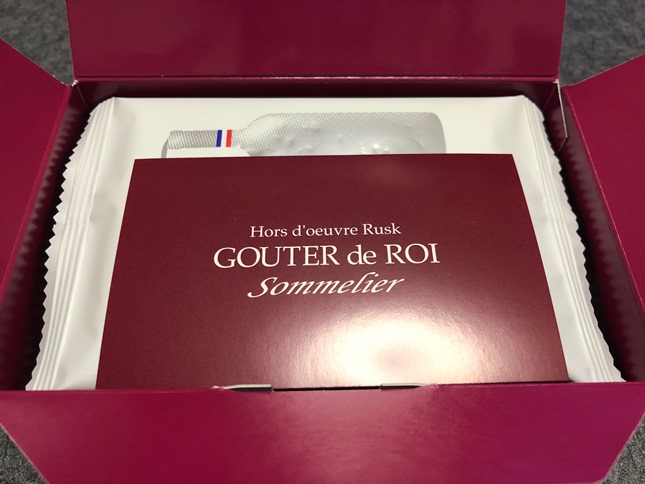 Hors d'oeuvre Rusk
GOUTER de ROI
Sommelier